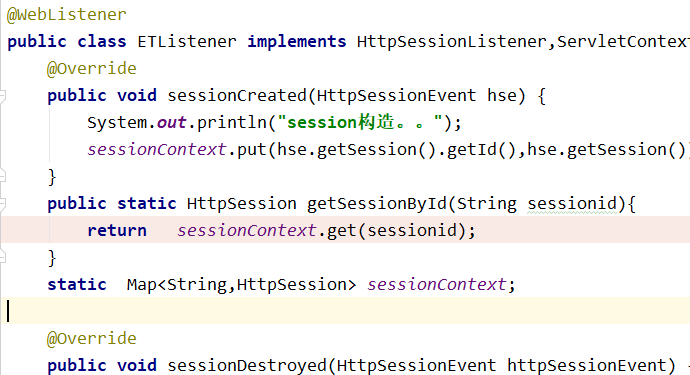 @WebListener
public class ETListener implements HttpSessionListener,ServletContext
@Override
public void sessionCreated(HttpSessionEvent hse) {
System.out.println("session构造。。");
sessionContext.put(hse.getSession().getId(),hse.getSession()
}
public static HttpSession getSessionById(String sessionid){
return sessionContext.get(sessionid);
}
static Map<String,HttpSession> sessionContext;
@Override
public void sessionDestroyed(HttpSessionEvent httpSessionEvent) {